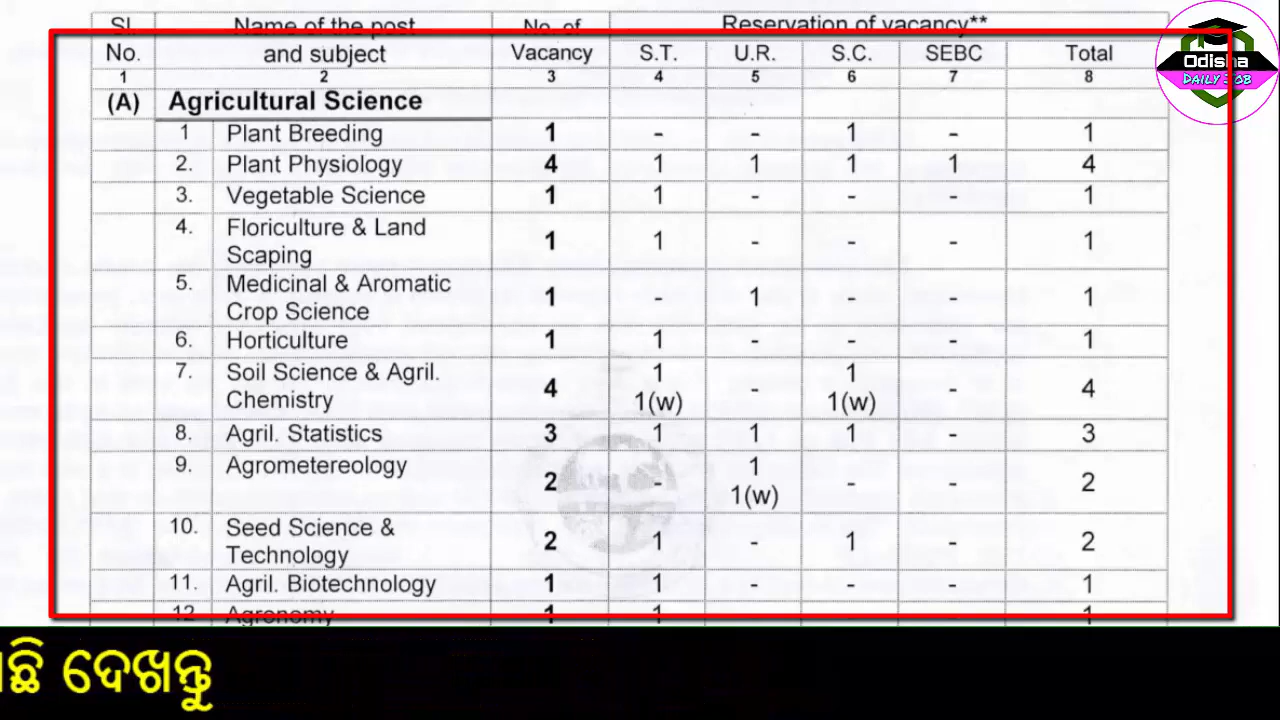 Sl. Name of the post No. of Reservation of vacancy**
No. and subject Vacancy S.T. U.R. S.C. SEBC Total
1 2 3 4 5 6 7 8
(A) Agricultural Science
1 Plant Breeding 1 - - 1 - 1
2. Plant Physiology 4 1 1 1 1 4
3. Vegetable Science 1 1 - - - 1
4. Floriculture & Land
Scaping 1 1 - - - 1
5. Medicinal & Aromatic
Crop Science 1 - 1 - - 1
6. Horticulture 1 1 - - - 1
7. Soil Science & Agril. 1 1
Chemistry 4 1(w) - 1(w) - 4
8. Agril. Statistics 3 1 1 1 - 3
9. Agrometereology 1
2 - 1(w) - - 2
10. Seed Science &
Technology 2 1 - 1 - 2
11. Agril. Biotechnology 1 1 - - - 1
12 Agronomy 1 1 1
Odisha
DAILY JOB
ଛି ଦେଖନ୍ତୁ